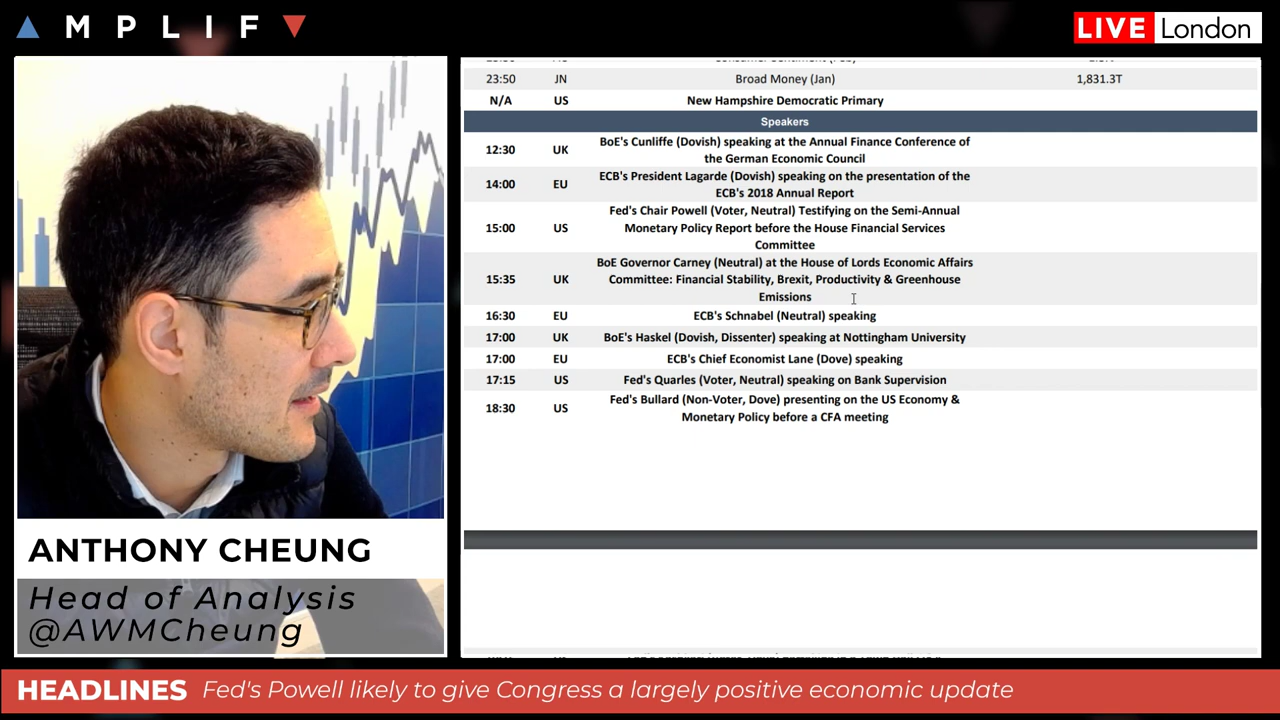 MPLIF
LIVE London
23:50 JN Broad Money (Jan) 1,831.3T
N/A US New Hampshire Democratic Primary
Speakers
12:30 UK BoE's Cunliffe (Dovish) speaking at the Annual Finance Conference of
the German Economic Council
14:00 EU ECB's President Lagarde (Dovish) speaking on the presentation of the
ECB's 2018 Annual Report
15:00 US Fed's Chair Powell (Voter, Neutral) Testifying on the Semi-Annual
Monetary Policy Report before the House Financial Services
Committee
15:35 UK BoE Governor Carney (Neutral) at the House of Lords Economic Affairs
Committee: Financial Stability, Brexit, Productivity & Greenhouse
Emissions
16:30 EU ECB's Schnabel (Neutral) speaking
17:00 UK BoE's Haskel (Dovish, Dissenter) speaking at Nottingham University
17:00 EU ECB's Chief Economist Lane (Dove) speaking
17:15 US Fed's Quarles (Voter, Neutral) speaking on Bank Supervision
18:30 US Fed's Bullard (Non-Voter, Dove) presenting on the US Economy &
Monetary Policy before a CFA meeting
ANTHONY CHEUNG
Head of Analysis
@AWMCheung
HEADLINES Fed's Powell likely to give Congress a largely positive economic update